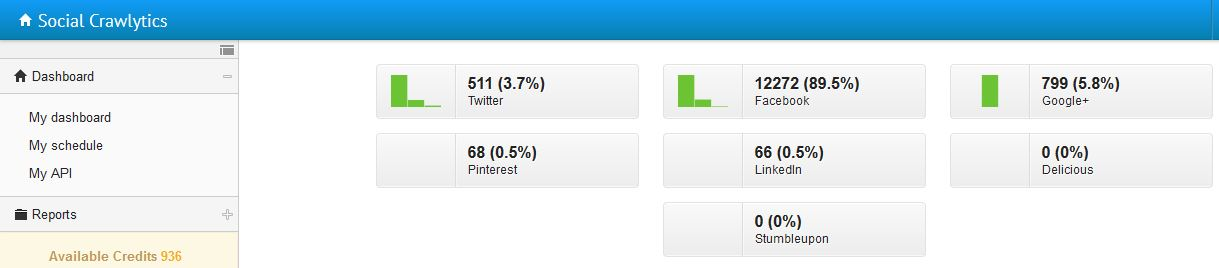 Social Crawlytics
Dashboard
My dashboard
My schedule
My API
Reports
Available Credits 936
511 (3.7%)
Twitter
12272 (89.5%)
Facebook
799 (5.8%)
Google+
68 (0.5%)
Pinterest
66 (0.5%)
LinkedIn
0 (0%)
Delicious
0 (0%)
Stumbleupon